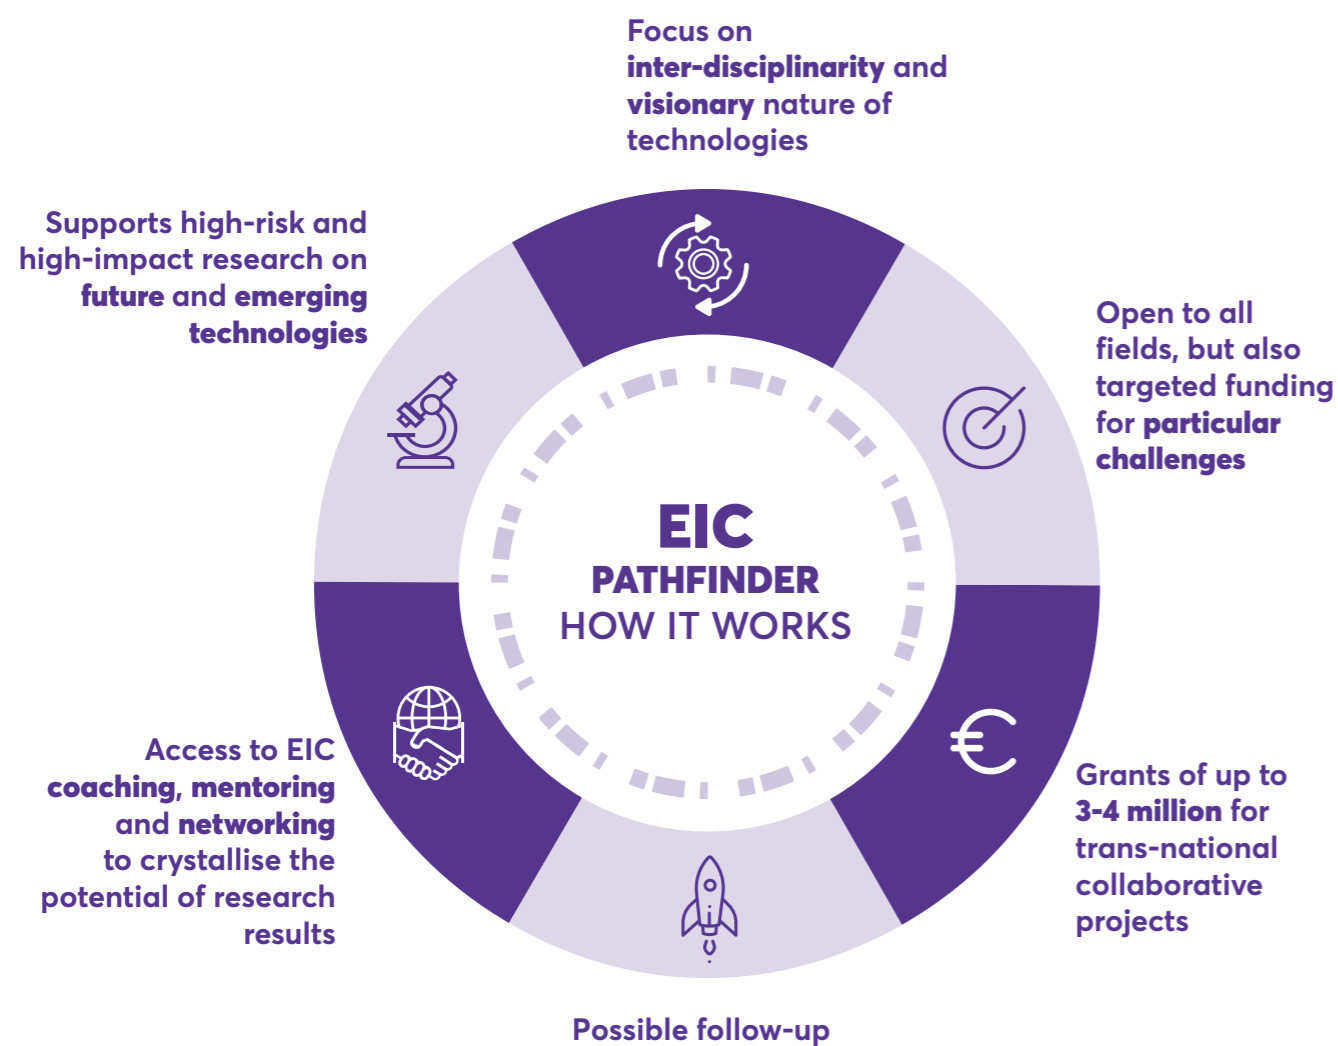 Focus on
inter-disciplinarity and
visionary nature of
technologies
Supports high-risk and
high-impact research on
future and emerging
technologies
Open to all
fields, but also
targeted funding
for particular
challenges
EIC
PATHFINDER
HOW IT WORKS
Access to EIC
coaching, mentoring
and networking
to crystallise the
potential of research
results
€
Grants of up to
3-4 million for
trans-national
collaborative
projects
Possible follow-up